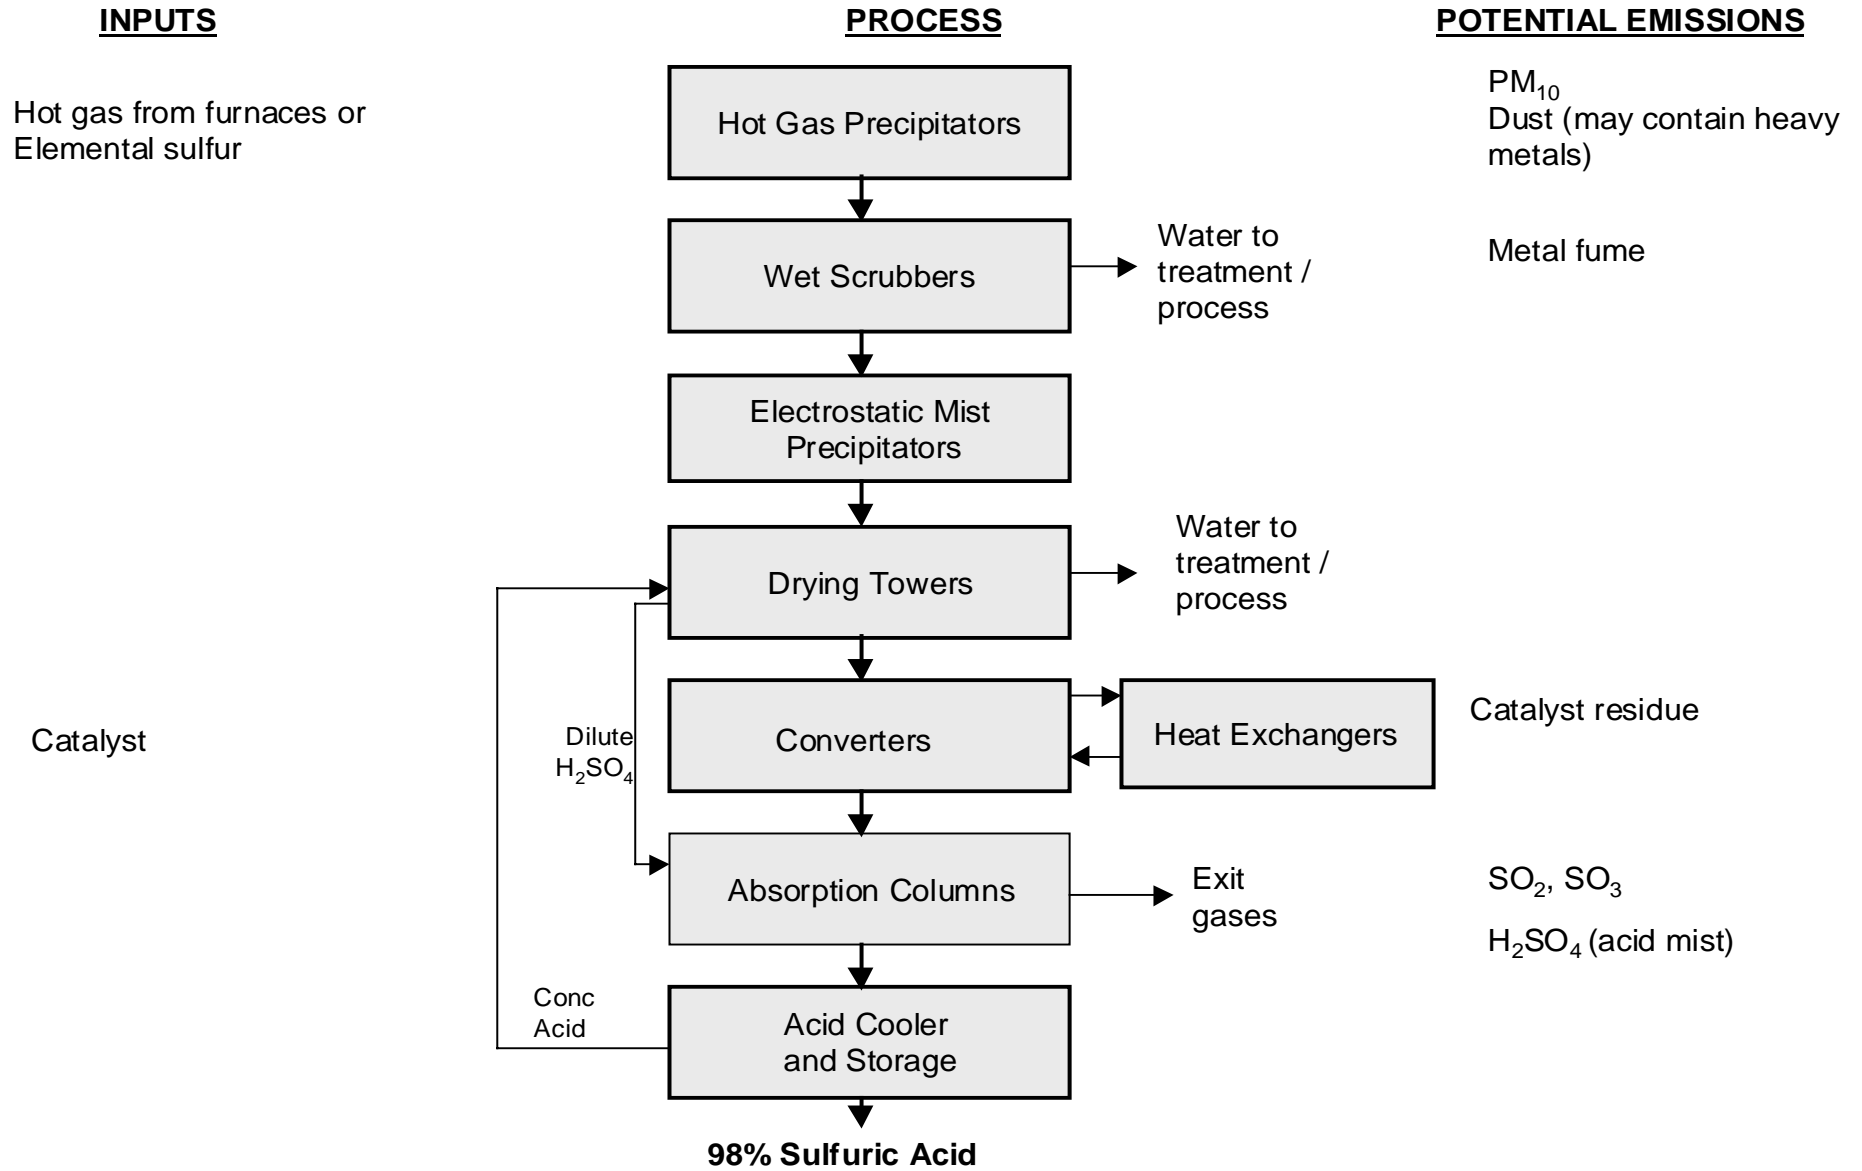 INPUTS
PROCESS
POTENTIAL EMISSIONS
Hot gas from furnaces or
Elemental sulfur
Hot Gas Precipitators
PM₁₀
Dust (may contain heavy
metals)
Wet Scrubbers
Water to
treatment /
process
Metal fume
Electrostatic Mist
Precipitators
Drying Towers
Water to
treatment /
process
Catalyst
Dilute
H₂SO₄
Converters
Heat Exchangers
Catalyst residue
Absorption Columns
Exit
gases
SO₂, SO₃
H₂SO₄ (acid mist)
Conc
Acid
Acid Cooler
and Storage
98% Sulfuric Acid